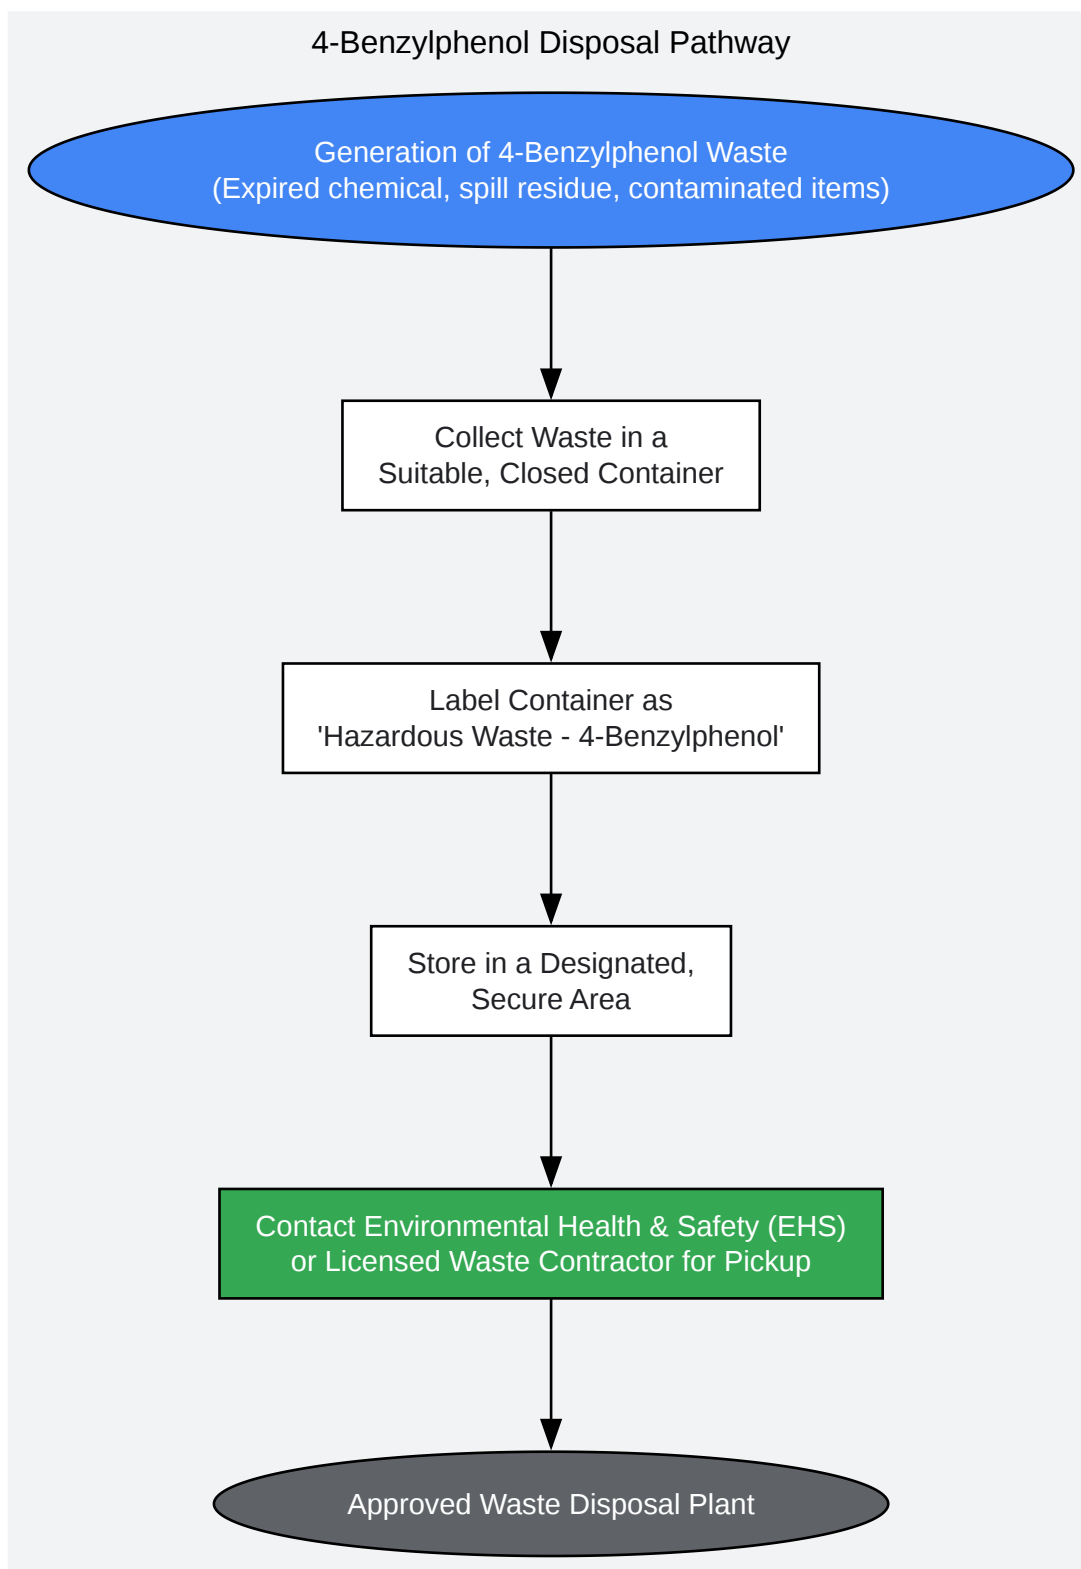 4-Benzylphenol Disposal Pathway
Generation of 4-Benzylphenol Waste
(Expired chemical, spill residue, contaminated items)
Collect Waste in a
Suitable, Closed Container
Label Container as
'Hazardous Waste - 4-Benzylphenol'
Store in a Designated,
Secure Area
Contact Environmental Health & Safety (EHS)
or Licensed Waste Contractor for Pickup
Approved Waste Disposal Plant